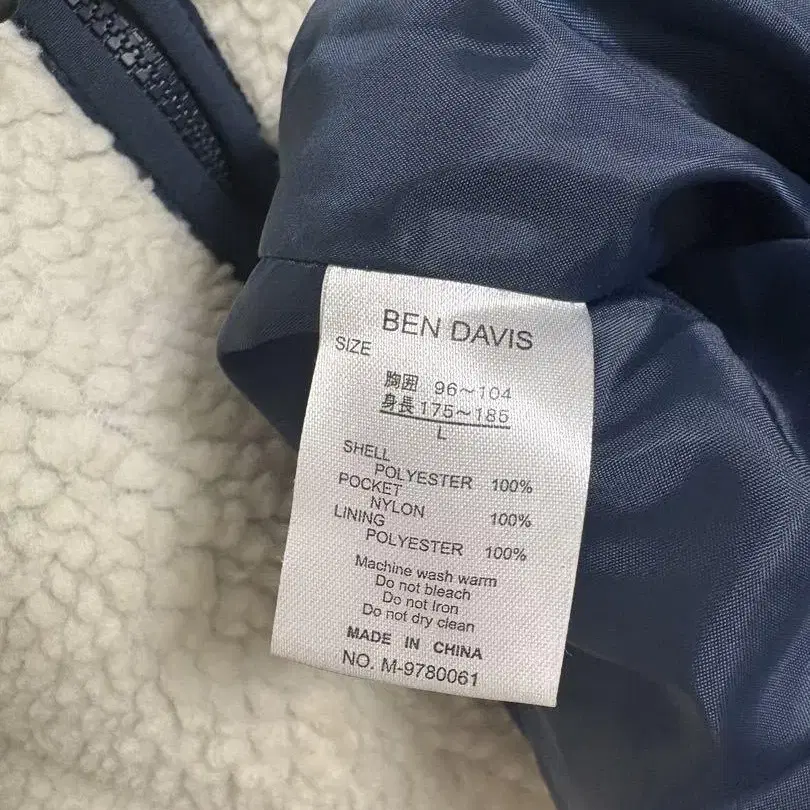 BEN DAVIS
SIZE
胸囲 96~104
身長 175~185
L
SHELL
POLYESTER 100%
POCKET
NYLON 100%
LINING
POLYESTER 100%
Machine wash warm
Do not bleach
Do not Iron
Do not dry clean
MADE IN CHINA
NO. M-9780061